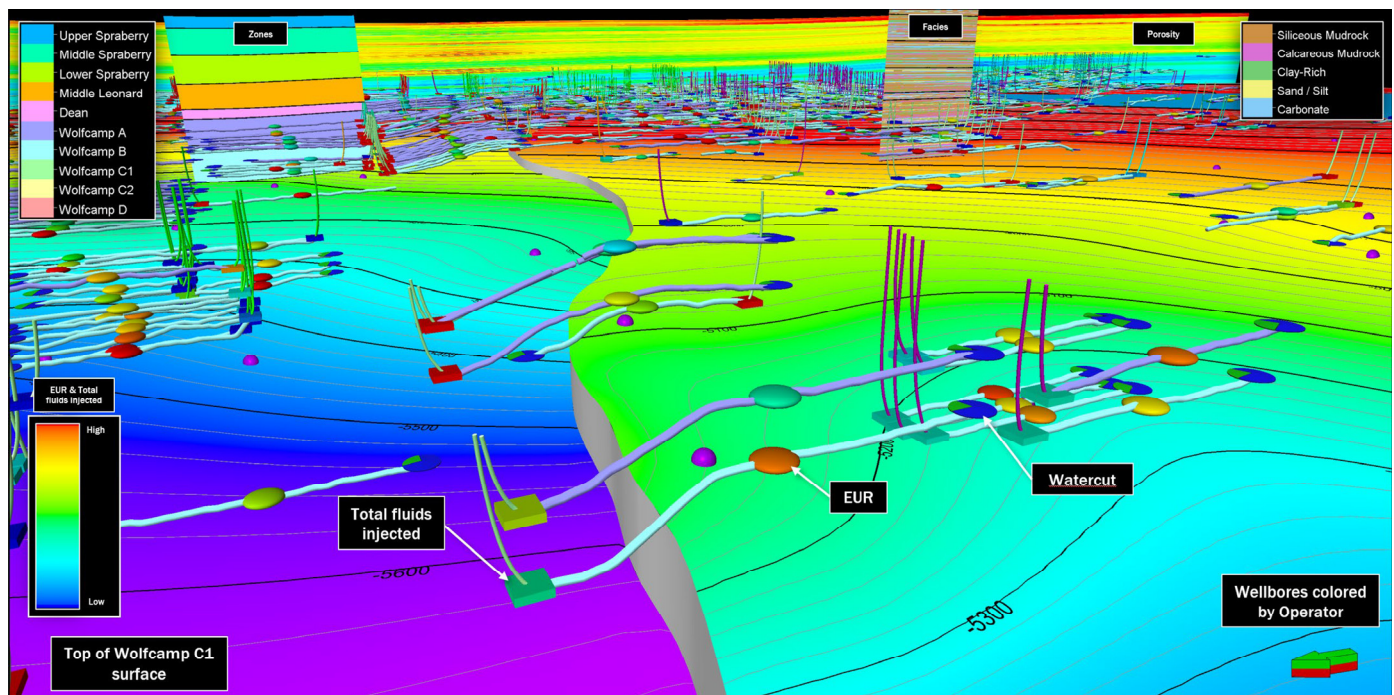 Upper Spraberry
Middle Spraberry
Lower Spraberry
Middle Leonard
Dean
Wolfcamp A
Wolfcamp B
Wolfcamp C1
Wolfcamp C2
Wolfcamp D
Zones
Facies
Porosity
Siliceous Mudrock
Calcareous Mudrock
Clay-Rich
Sand / Silt
Carbonate
EUR & Total
fluids injected
High
Low
-5100
-5500
-5200
-5600
-5300
Total fluids
injected
EUR
Watercut
Top of Wolfcamp C1
surface
Wellbores colored
by Operator